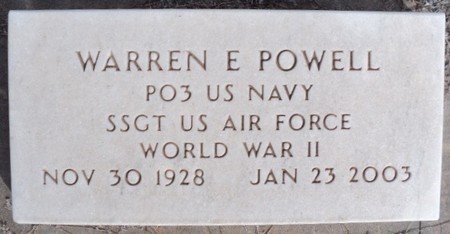 WARREN E POWELL
PO3 US NAVY
SSGT US AIR FORCE
WORLD WAR II
NOV 30 1928 JAN 23 2003